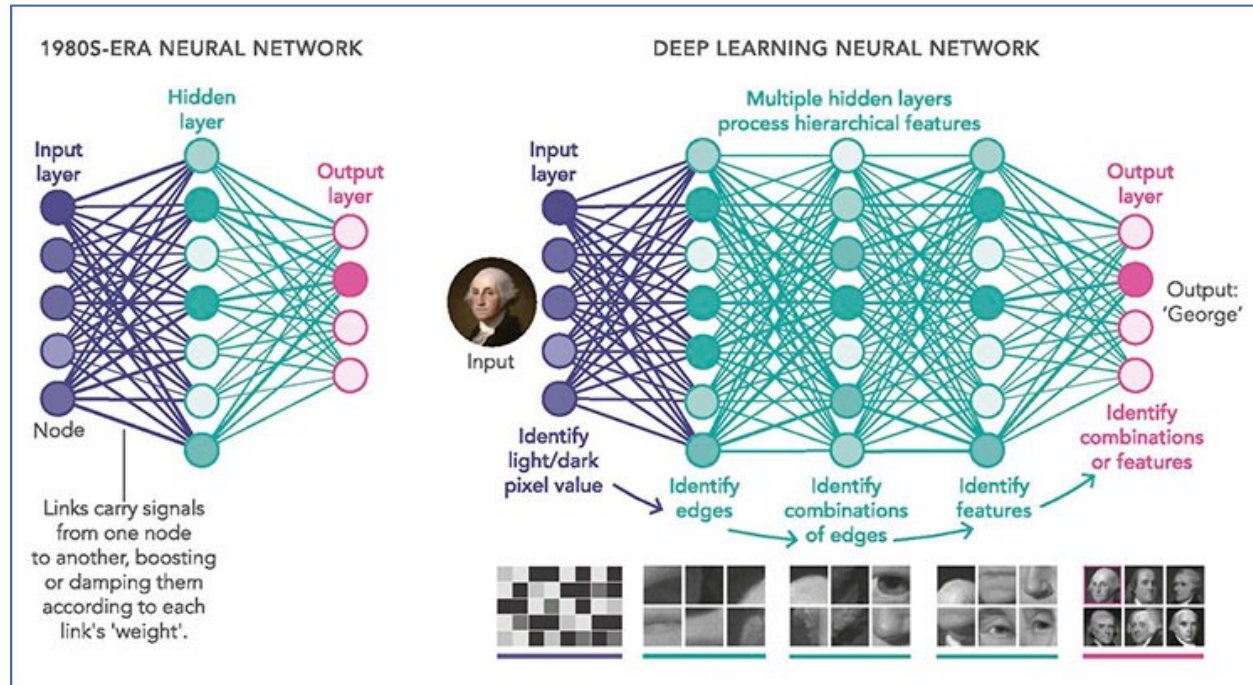 1980S-ERA NEURAL NETWORK
Hidden
layer
Input
layer
Output
layer
Node
Links carry signals
from one node
to another, boosting
or damping them
according to each
link's 'weight'.
DEEP LEARNING NEURAL NETWORK
Multiple hidden layers
process hierarchical features
Input
layer
Output
layer
Input
Output:
'George'
Identify
light/dark
pixel value
Identify
edges
Identify
combinations
of edges
Identify
features
Identify
combinations
or features